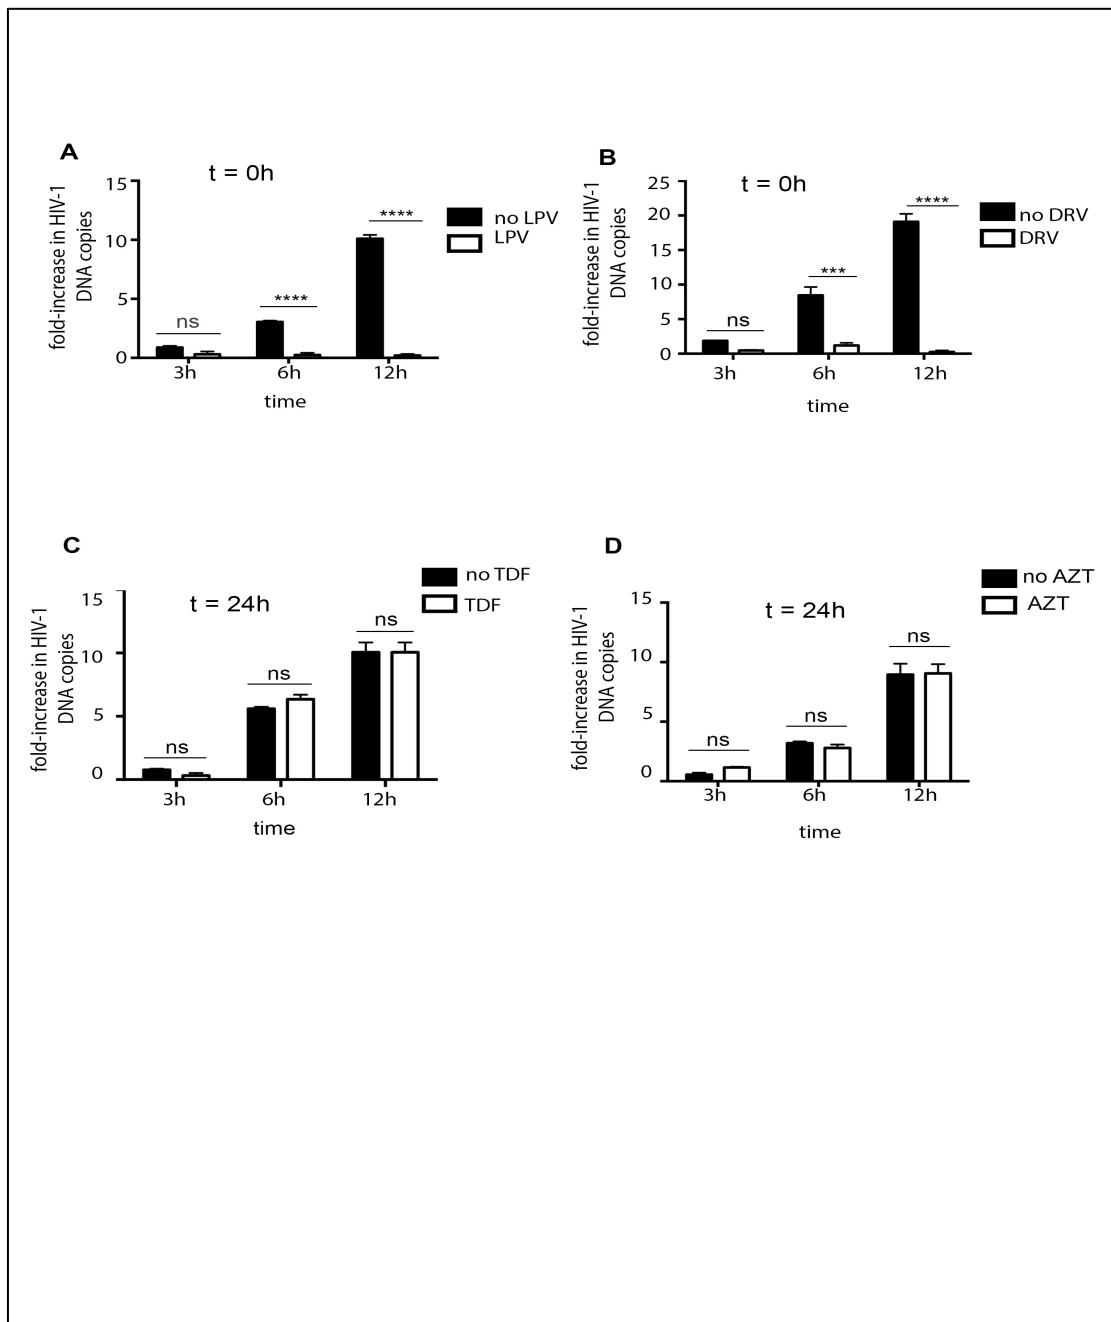 A
t = 0h
fold-increase in HIV-1
DNA copies
15
10
5
0
ns
****
****
no LPV
LPV
3h 6h 12h
time
B
t = 0h
fold-increase in HIV-1
DNA copies
25
20
15
10
5
0
ns
***
****
no DRV
DRV
3h 6h 12h
time
C
t = 24h
fold-increase in HIV-1
DNA copies
15
10
5
0
ns
ns
ns
no TDF
TDF
3h 6h 12h
time
D
t = 24h
fold-increase in HIV-1
DNA copies
15
10
5
0
ns
ns
ns
no AZT
AZT
3h 6h 12h
time